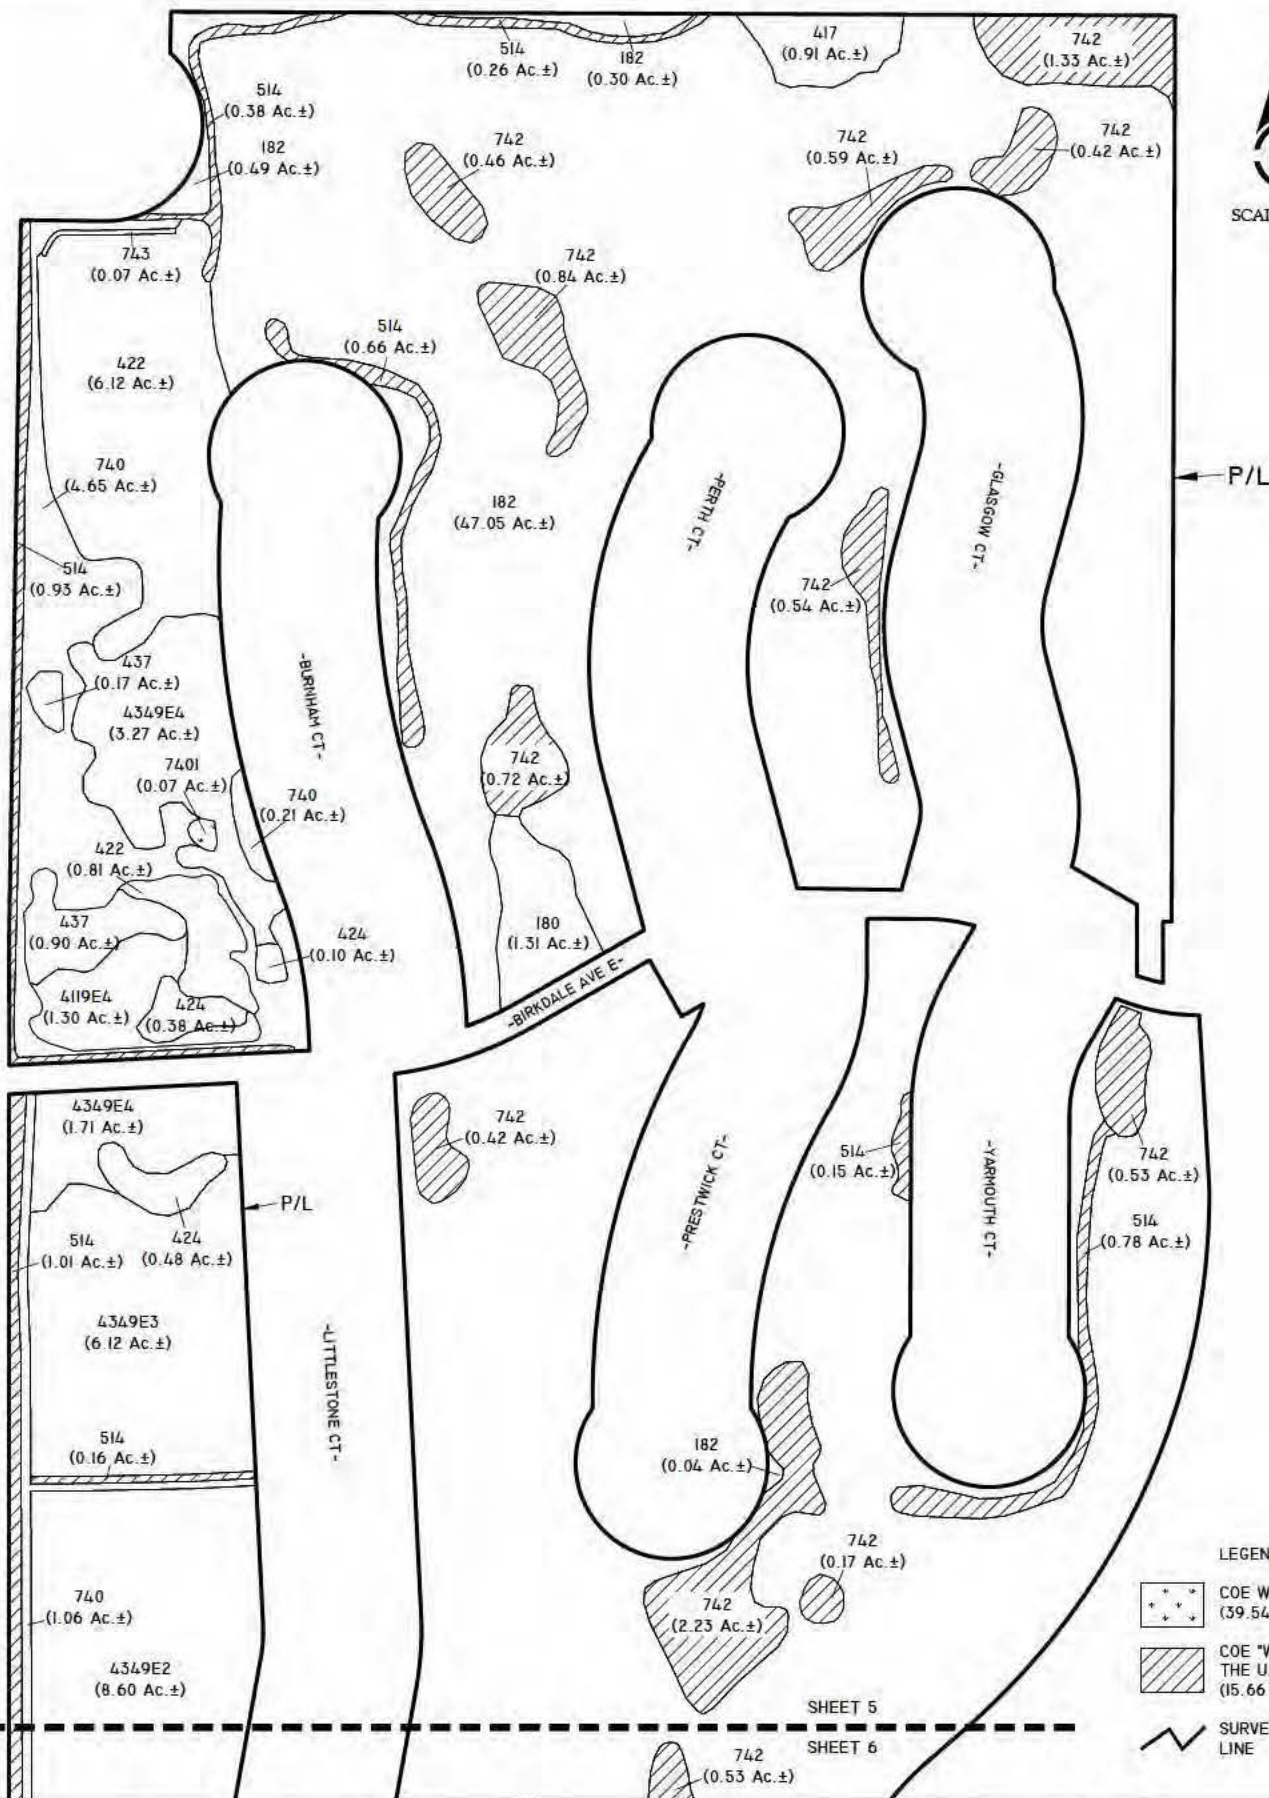 514
(0.26 Ac.±)
182
(0.30 Ac.±)
417
(0.91 Ac.±)
742
(1.33 Ac.±)
514
(0.38 Ac.±)
182
(0.49 Ac.±)
742
(0.46 Ac.±)
742
(0.59 Ac.±)
742
(0.42 Ac.±)
743
(0.07 Ac.±)
742
(0.84 Ac.±)
514
(0.66 Ac.±)
422
(6.12 Ac.±)
740
(4.65 Ac.±)
182
(47.05 Ac.±)
-PERTH CT-
-GLASGOW CT-
P/L
514
(0.93 Ac.±)
742
(0.54 Ac.±)
437
(0.17 Ac.±)
4349E4
(3.27 Ac.±)
-BURNHAM CT-
7401
(0.07 Ac.±)
740
(0.21 Ac.±)
742
(0.72 Ac.±)
422
(0.81 Ac.±)
437
(0.90 Ac.±)
424
(0.10 Ac.±)
180
(1.31 Ac.±)
-BIRKDALE AVE E-
4119E4
(1.30 Ac.±)
424
(0.38 Ac.±)
4349E4
(1.71 Ac.±)
742
(0.42 Ac.±)
514
(0.15 Ac.±)
742
(0.53 Ac.±)
-PRESTWICK CT-
-YARMOUTH CT-
P/L
514
(1.01 Ac.±)
424
(0.48 Ac.±)
514
(0.78 Ac.±)
4349E3
(6.12 Ac.±)
-LITTLESTONE CT-
514
(0.16 Ac.±)
182
(0.04 Ac.±)
742
(0.17 Ac.±)
740
(1.06 Ac.±)
742
(2.23 Ac.±)
4349E2
(8.60 Ac.±)
SHEET 5
SHEET 6
742
(0.53 Ac.±)
COE
(39.54
COE
THE
(15.66
LINE